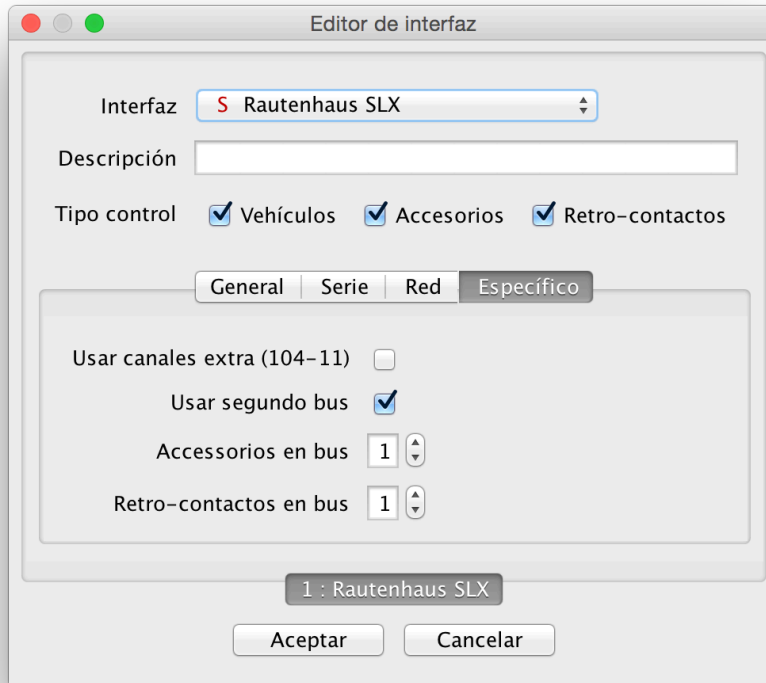 Editor de interfaz
Interfaz S Rautenhaus SLX
Descripción
Tipo control Vehículos Accesorios Retro-contactos
General Serie Red Específico
Usar canales extra (104-11)
Usar segundo bus
Accessorios en bus 1
Retro-contactos en bus 1
1 : Rautenhaus SLX
Aceptar Cancelar